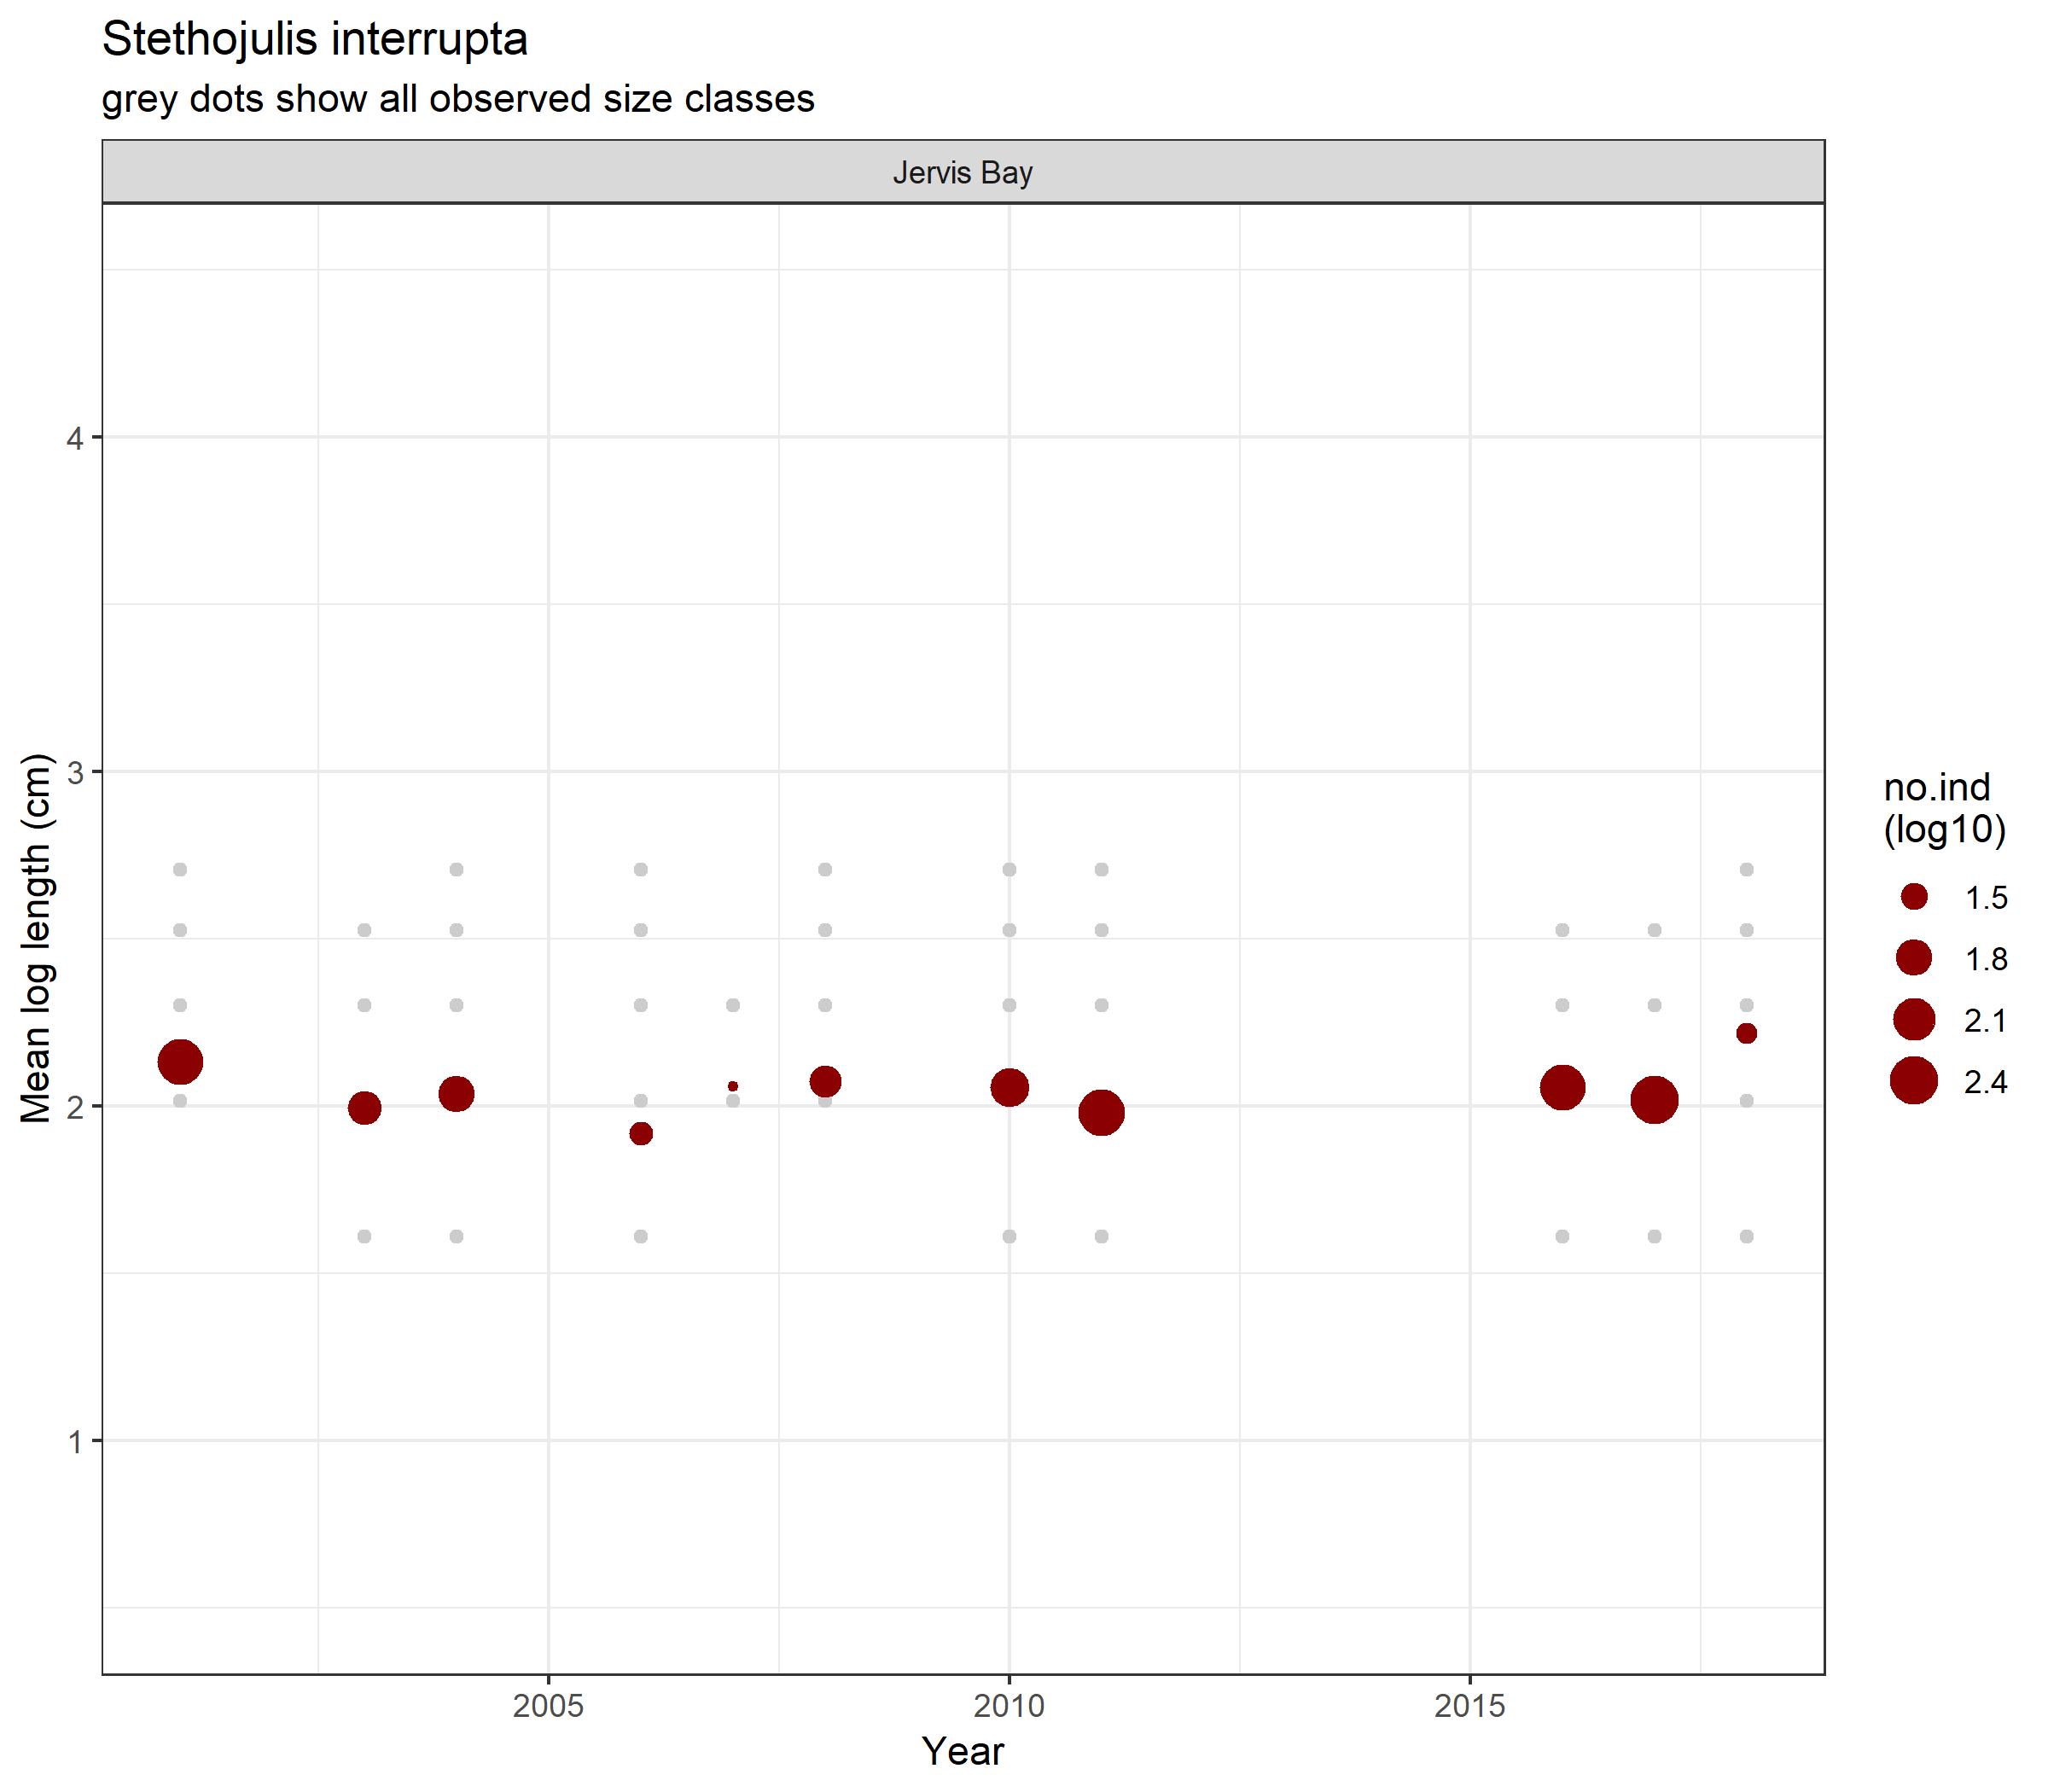 Stethojulis interrupta
grey dots show all observed size classes
Jervis Bay
4
3
2
1
Mean log length (cm)
2005
2010
2015
Year
no.ind
(log10)
1.5
1.8
2.1
2.4